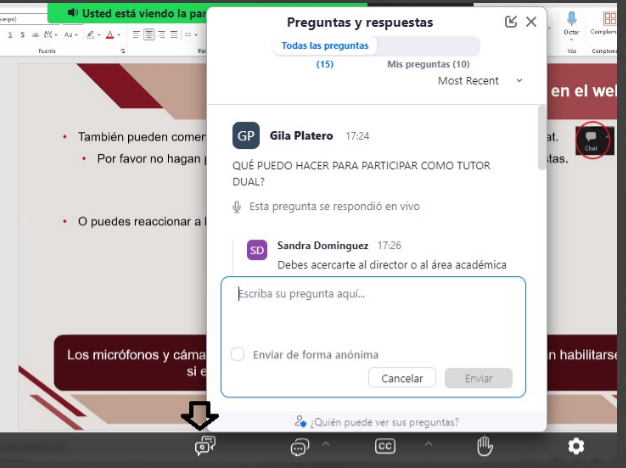 Usted está viendo la par
Preguntas y respuestas
Todas las preguntas
(15)
Mis preguntas (10)
Most Recent
Fuente
Dictar
Complem
Voz
Complem
en el wel
GP
Gila Platero 17:24
QUÉ PUEDO HACER PARA PARTICIPAR COMO TUTOR
DUAL?
Esta pregunta se respondió en vivo
SD
Sandra Dominguez 17:26
Debes acercarte al director o al área académica
Escriba su pregunta aquí...
Enviar de forma anónima
Cancelar
Enviar
¿Quién puede ver sus preguntas?
• También pueden comer
at.
Chat
• Por favor no hagan p
tas.
• O puedes reaccionar a l
Los micrófonos y cáma
n habilitarse
si e
CC